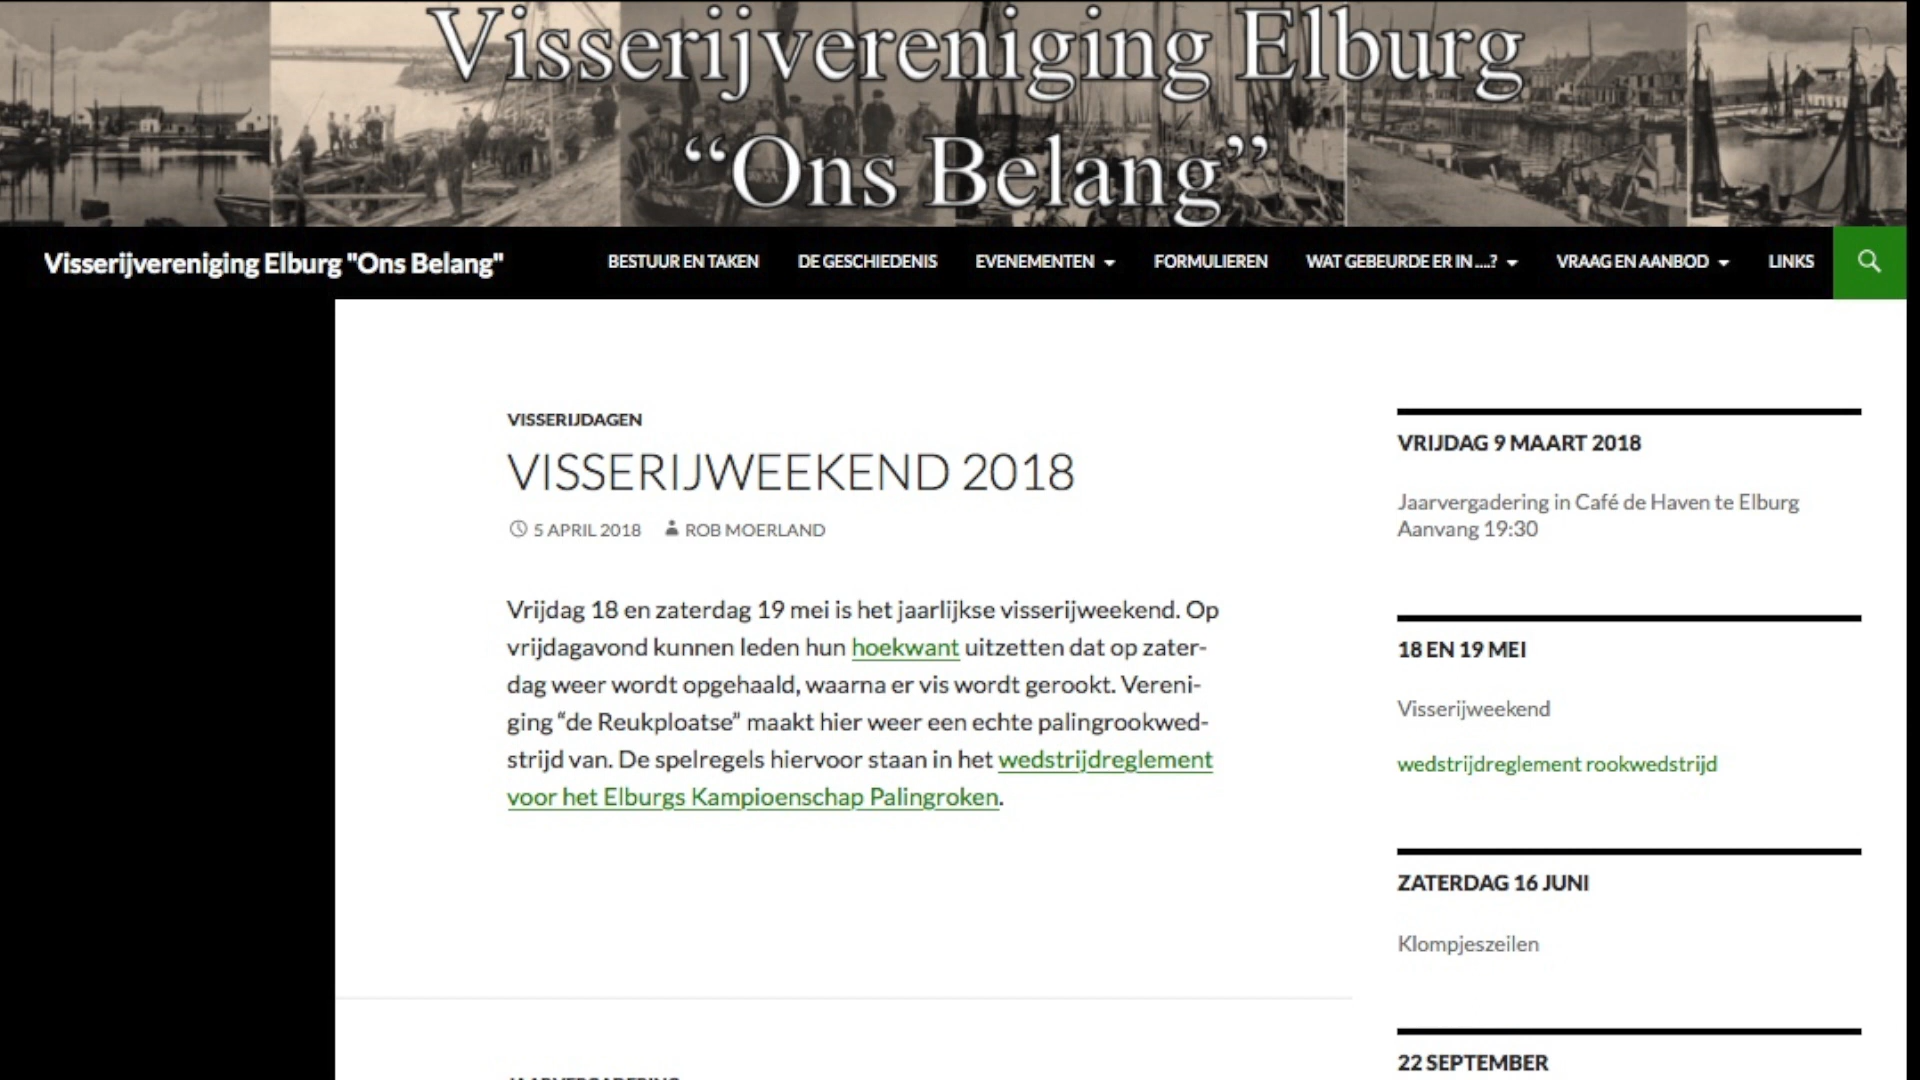 Visserijvereniging Elburg
“Ons Belang”
Visserijvereniging Elburg "Ons Belang"
BESTUUR EN TAKEN
DE GESCHIEDENIS
EVENEMENTEN
FORMULIEREN
WAT GEBEURDE ER IN ....?
VRAAG EN AANBOD
LINKS
VISSERIJDAGEN
VISSERIJWEEKEND 2018
5 APRIL 2018 ROB MOERLAND
Vrijdag 18 en zaterdag 19 mei is het jaarlijkse visserijweekend. Op
vrijdagavond kunnen leden hun hoekwant uitzetten dat op zater-
dag weer wordt opgehaald, waarna er vis wordt gerookt. Vereni-
ging “de Reukploatse” maakt hier weer een echte palingrookwed-
strijd van. De spelregels hiervoor staan in het wedstrijdreglement
voor het Elburgs Kampioenschap Palingroken.
VRIJDAG 9 MAART 2018
Jaarvergadering in Café de Haven te Elburg
Aanvang 19:30
18 EN 19 MEI
Visserijweekend
wedstrijdreglement rookwedstrijd
ZATERDAG 16 JUNI
Klompjeszeilen
22 SEPTEMBER